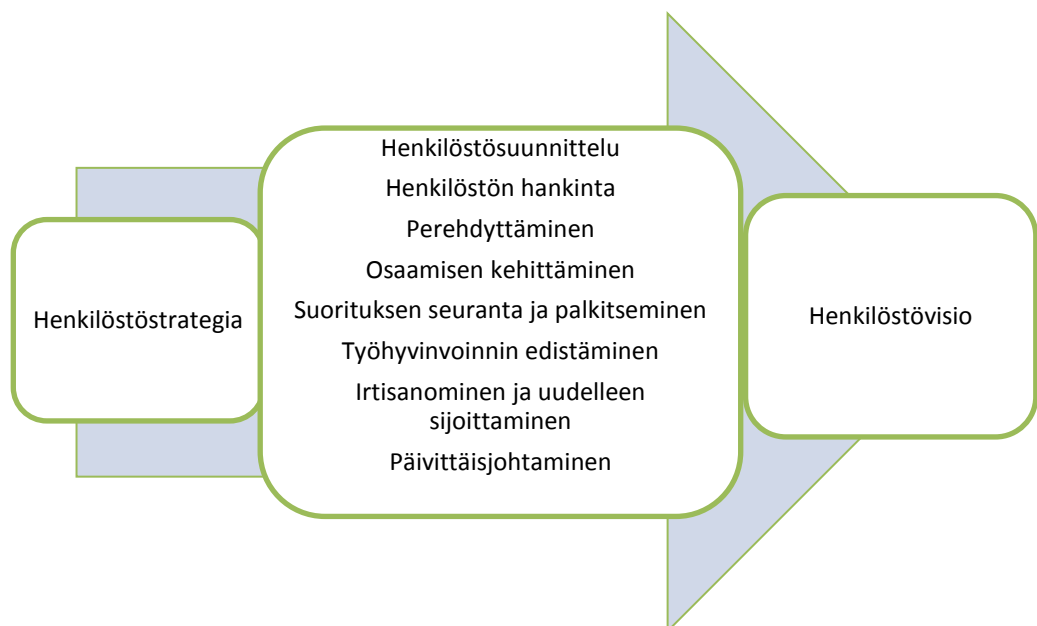 Henkilöstöstrategia
Henkilöstösuunnittelu
Henkilöstön hankinta
Perehdyttäminen
Osaamisen kehittäminen
Suorituksen seuranta ja palkitseminen
Työhyvinvoinnin edistäminen
Irtisanominen ja uudelleen
sijoittaminen
Päivittäisjohtaminen
Henkilöstövisio